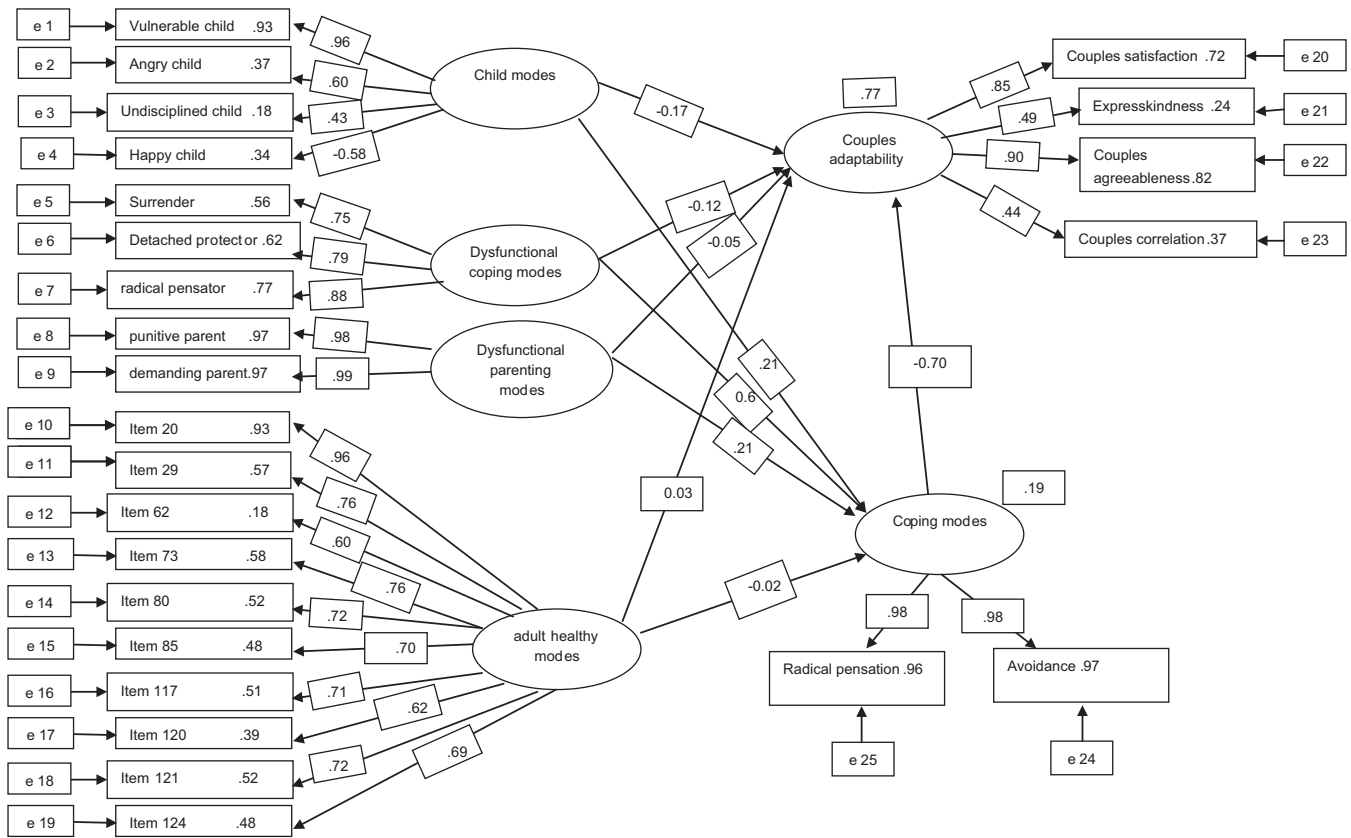 e 1
Vulnerable child .93
.96
e 2
Angry child .37
.60
e 3
Undisciplined child .18
.43
e 4
Happy child .34
-0.58
Child modes
e 5
Surrender .56
.75
e 6
Detached protector .62
.79
e 7
radical pensator .77
.88
Dysfunctional
coping modes
e 8
punitive parent .97
.98
e 9
demanding parent.97
.99
Dysfunctional
parenting
modes
e 10
Item 20 .93
.96
e 11
Item 29 .57
.76
e 12
Item 62 .18
.60
e 13
Item 73 .58
.76
e 14
Item 80 .52
.72
e 15
Item 85 .48
.70
e 16
Item 117 .51
.71
e 17
Item 120 .39
.62
e 18
Item 121 .52
.72
e 19
Item 124 .48
.69
adult healthy
modes
-0.17
-0.12
-0.05
.21
0.6
.21
0.03
-0.02
-0.70
.77
Couples
adaptability
.85
Couples satisfaction .72
e 20
.49
Expresskindness .24
e 21
.90
Couples
agreeableness.82
e 22
.44
Couples correlation.37
e 23
.19
Coping modes
.98
.98
Radical pensation .96
Avoidance .97
e 25
e 24